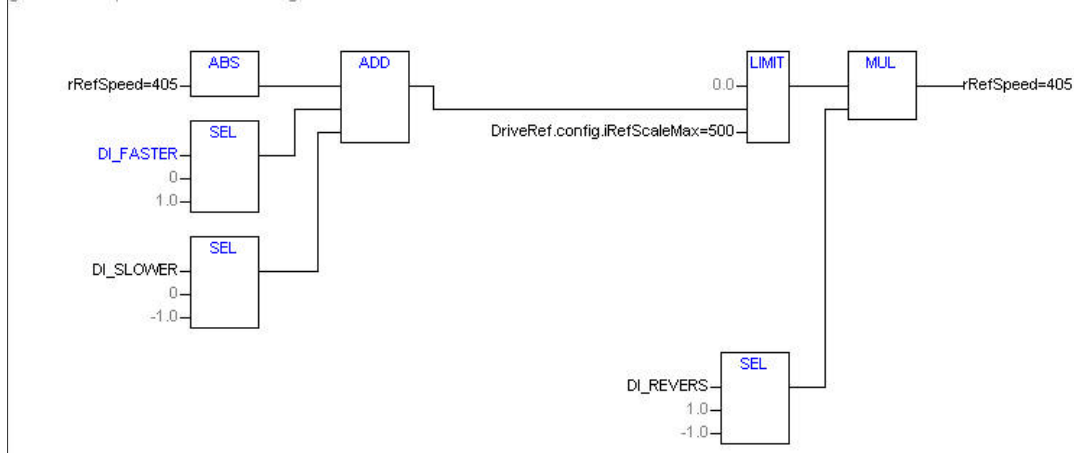 ABS
ADD
LIMIT
MUL
rRefSpeed=405
0.0
rRefSpeed=405
SEL
DriveRef.config.iRefScaleMax=500
DI_FASTER
0
1.0
SEL
DI_SLOWER
0
-1.0
SEL
DI_REVERS
1.0
-1.0